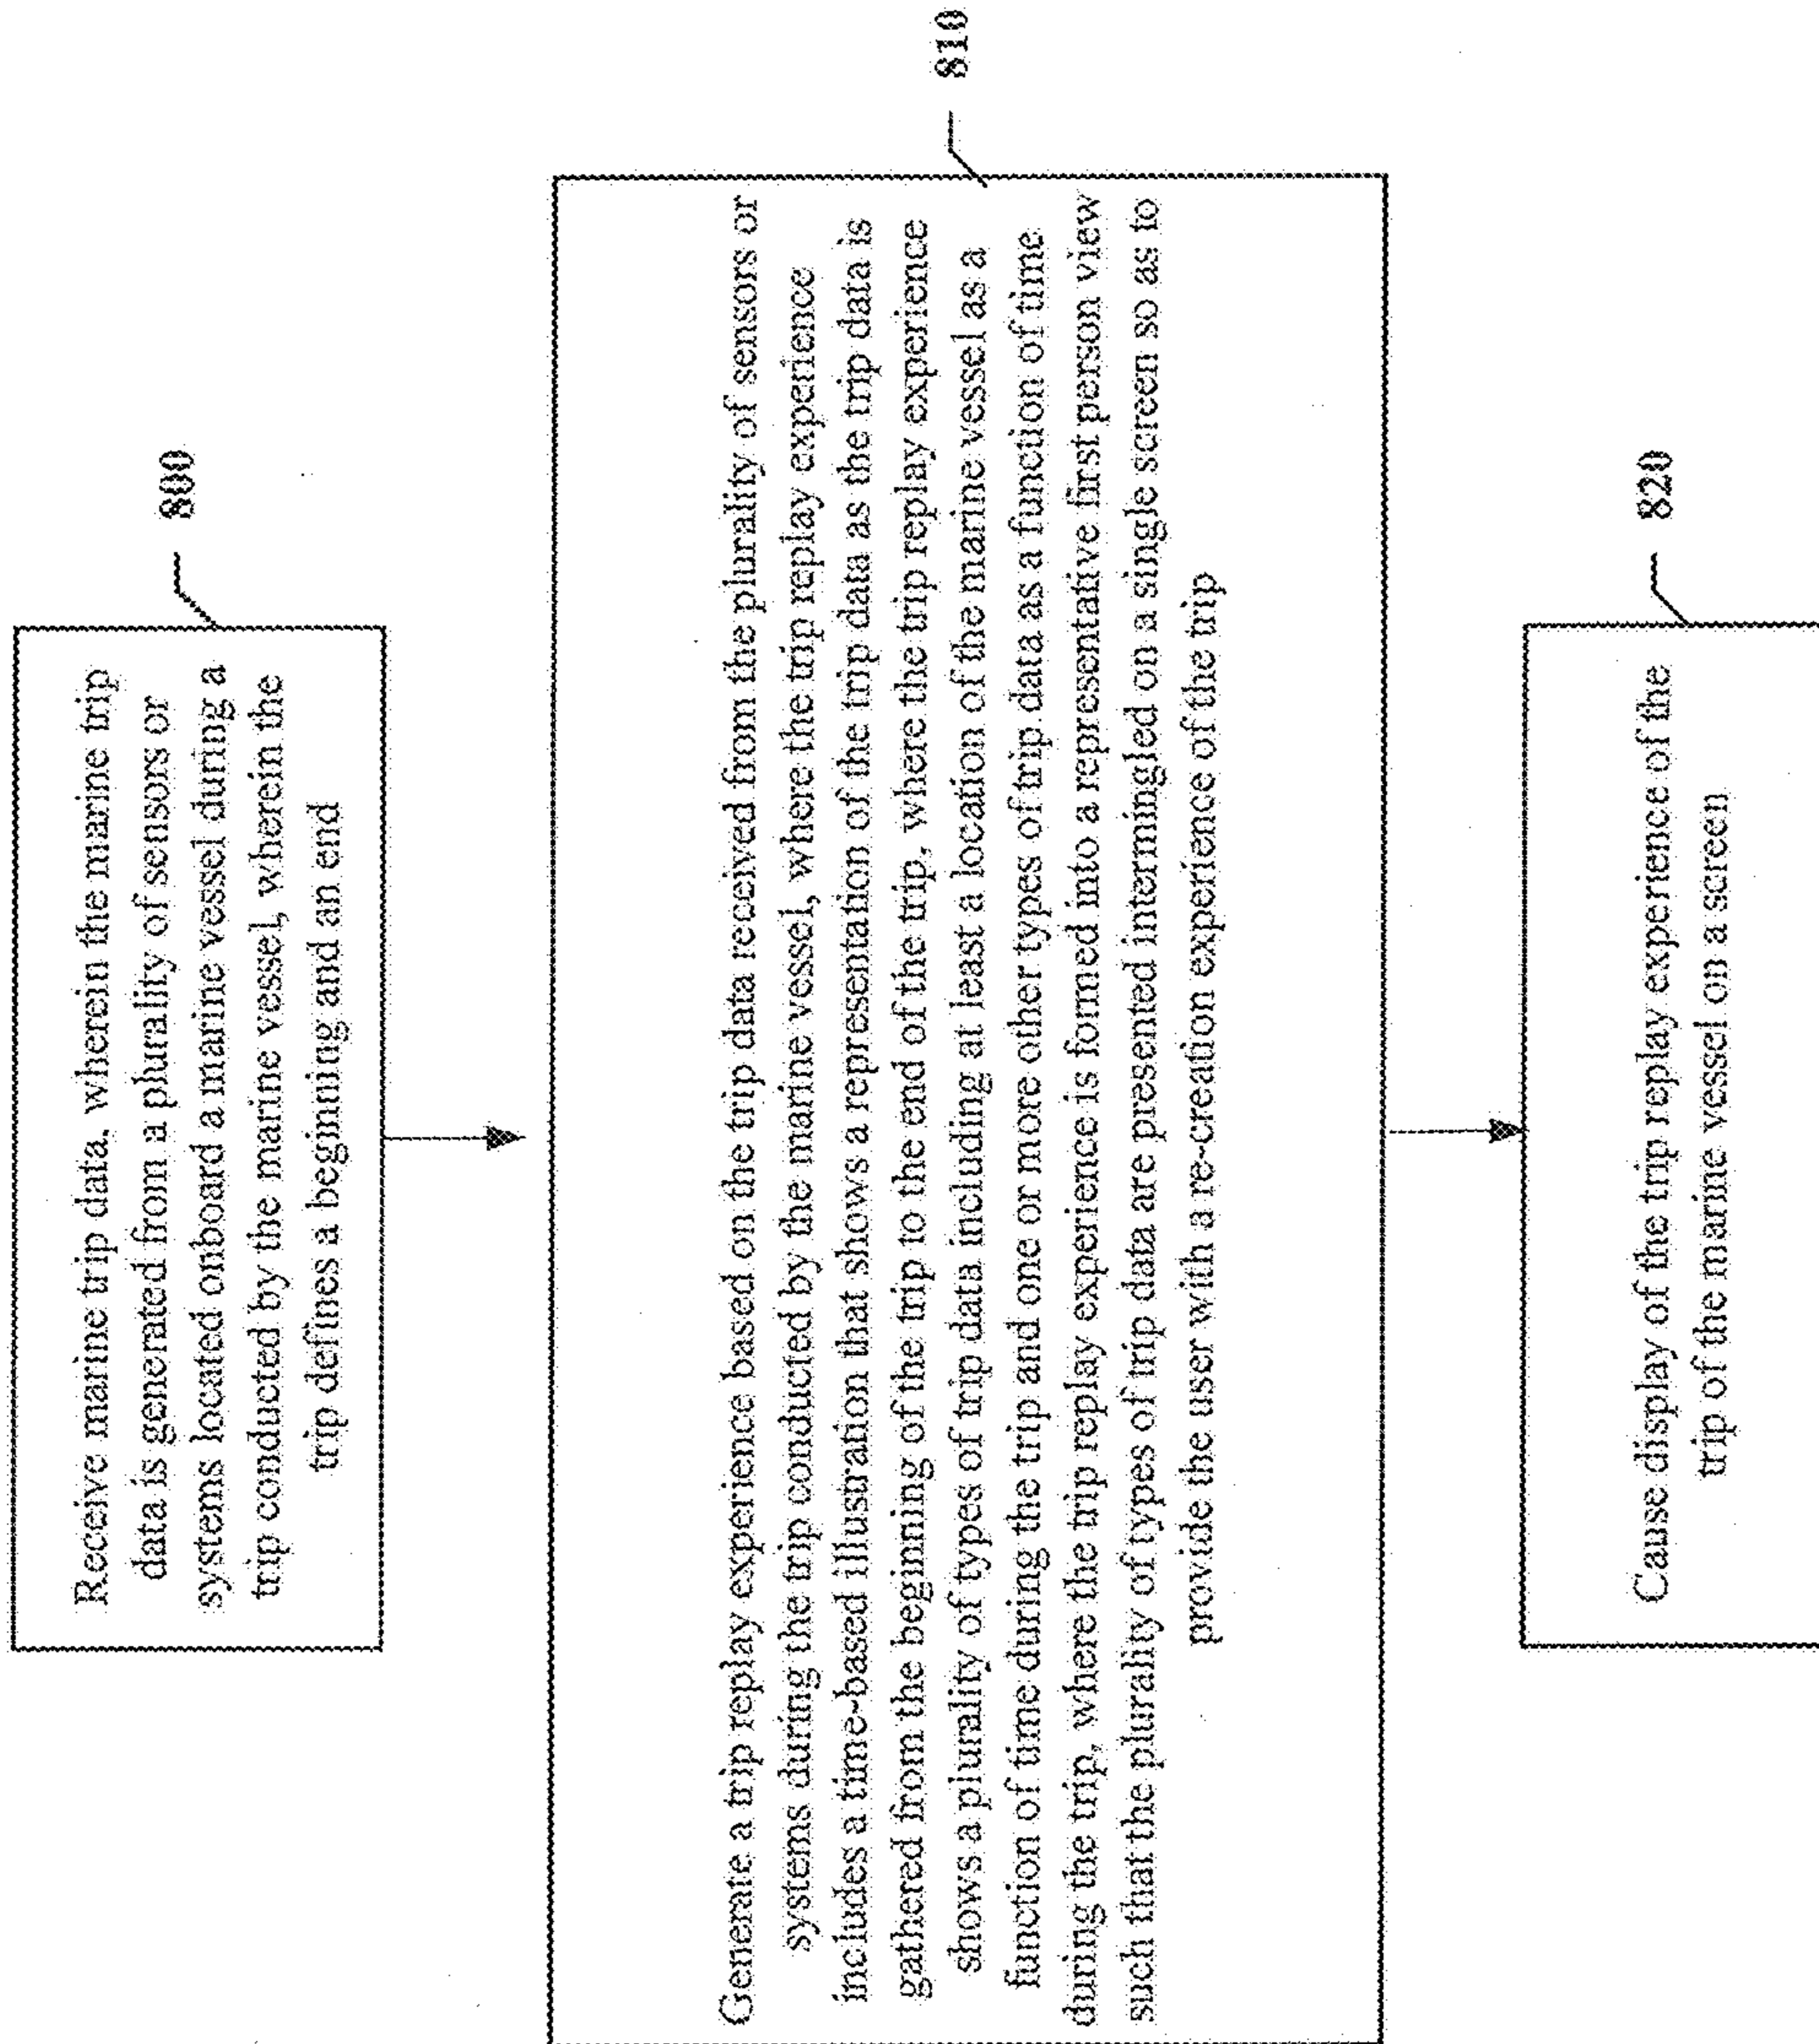 Receive marine trip data, wherein the marine trip
data is generated from a plurality of sensors or
systems located onboard a marine vessel during a
trip conducted by the marine vessel, wherein the
trip defines a beginning and an end
800
Generate a trip replay experience based on the trip data received from the plurality of sensors or
systems during the trip conducted by the marine vessel, where the trip replay experience
includes a time-based illustration that shows a representation of the trip data as the trip data is
gathered from the beginning of the trip to the end of the trip, where the trip replay experience
shows a plurality of types of trip data including at least a location of the marine vessel as a
function of time during the trip and one or more other types of trip data as a function of time
during the trip, where the trip replay experience is formed into a representative first person view
such that the plurality of types of trip data are presented intermingled on a single screen so as to
provide the user with a re-creation experience of the trip
810
Cause display of the trip replay experience of the
trip of the marine vessel on a screen
820